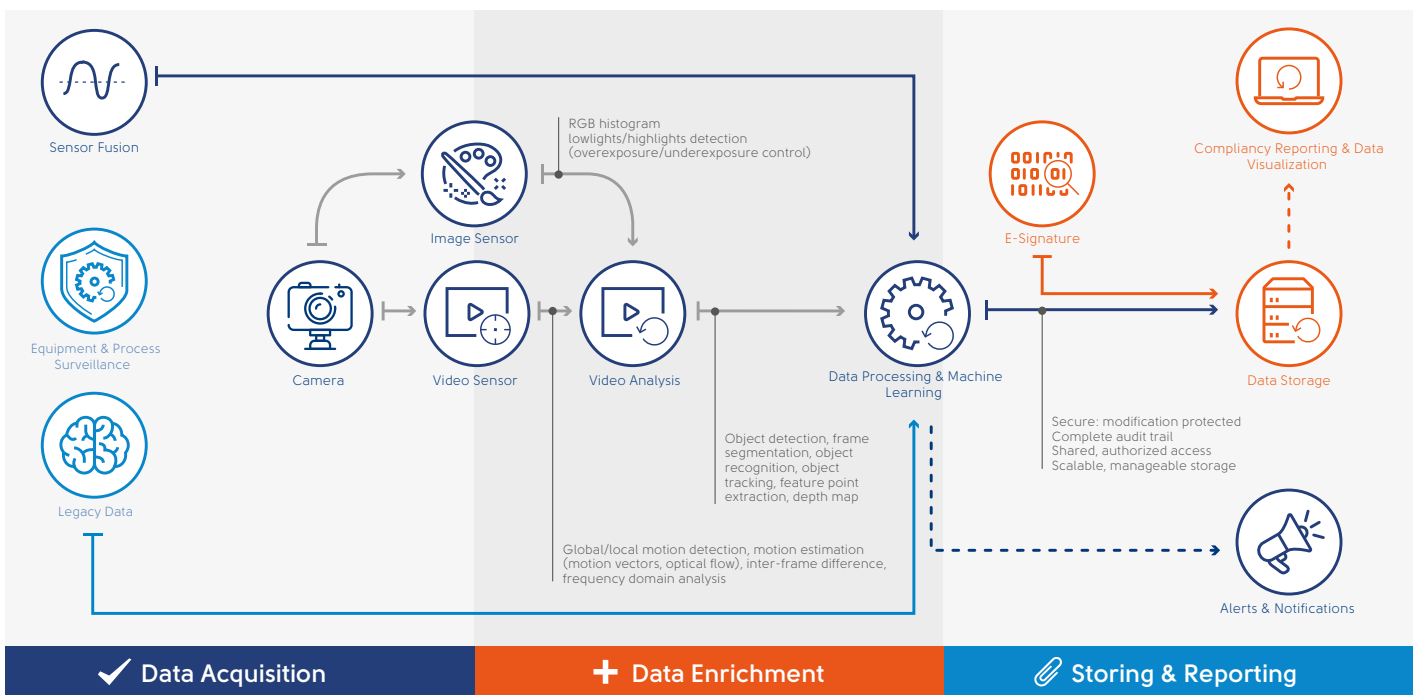 Sensor Fusion
Equipment & Process
Surveillance
Legacy Data
Camera
Image Sensor
Video Sensor
RGB histogram
lowlights/highlights detection
(overexposure/underexposure control)
Video Analysis
Global/local motion detection, motion estimation
(motion vectors, optical flow), inter-frame difference,
frequency domain analysis
Object detection, frame
segmentation, object
recognition, object
tracking, feature point
extraction, depth map
Data Processing & Machine
Learning
010
01
E-Signature
Secure: modification protected
Complete audit trail
Shared, authorized access
Scalable, manageable storage
Compliancy Reporting & Data
Visualization
Data Storage
Alerts & Notifications
Data Acquisition
Data Enrichment
Storing & Reporting